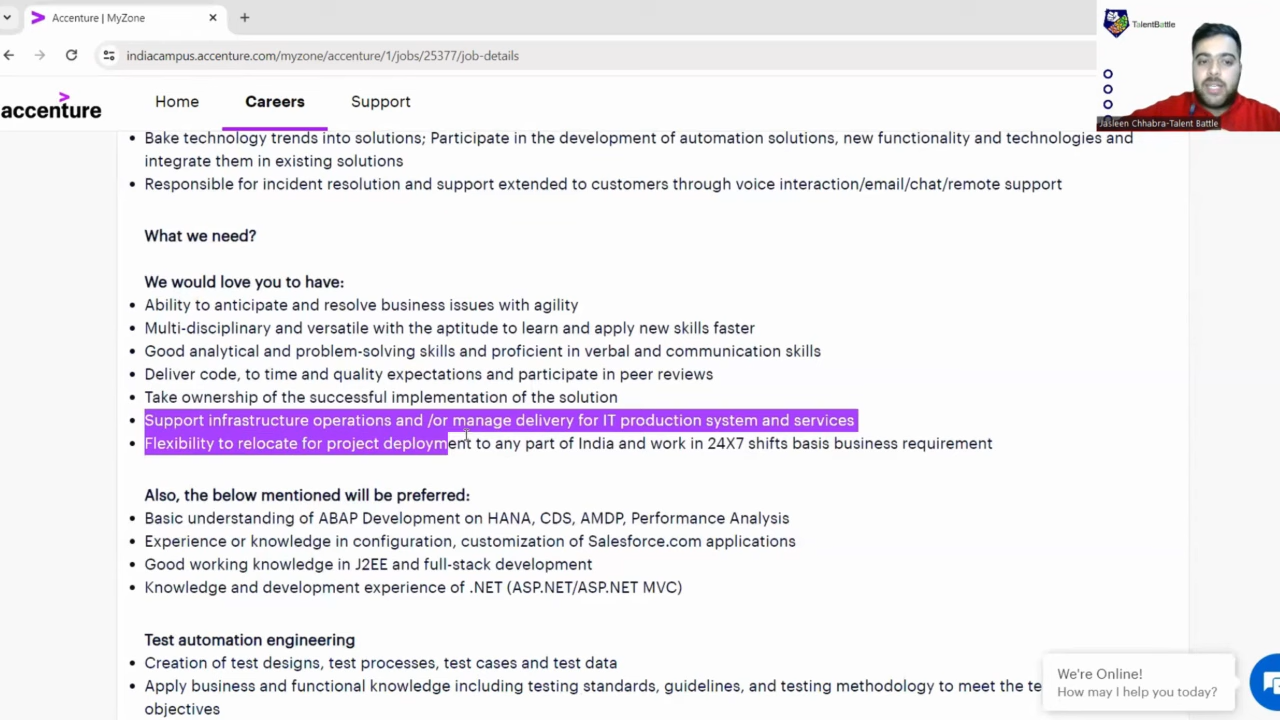 Accenture | MyZone
indiacampus.accenture.com/myzone/accenture/1/jobs/25377/job-details
TalentBattle
Jasleen Chhabra-Talent Battle
accenture
Home
Careers
Support
• Bake technology trends into solutions; Participate in the development of automation solutions, new functionality and technologies and
integrate them in existing solutions
• Responsible for incident resolution and support extended to customers through voice interaction/email/chat/remote support
What we need?
We would love you to have:
• Ability to anticipate and resolve business issues with agility
• Multi-disciplinary and versatile with the aptitude to learn and apply new skills faster
• Good analytical and problem-solving skills and proficient in verbal and communication skills
• Deliver code, to time and quality expectations and participate in peer reviews
• Take ownership of the successful implementation of the solution
• Support infrastructure operations and /or manage delivery for IT production system and services
• Flexibility to relocate for project deployment to any part of India and work in 24X7 shifts basis business requirement
Also, the below mentioned will be preferred:
• Basic understanding of ABAP Development on HANA, CDS, AMDP, Performance Analysis
• Experience or knowledge in configuration, customization of Salesforce.com applications
• Good working knowledge in J2EE and full-stack development
• Knowledge and development experience of .NET (ASP.NET/ASP.NET MVC)
Test automation engineering
• Creation of test designs, test processes, test cases and test data
• Apply business and functional knowledge including testing standards, guidelines, and testing methodology to meet the te
objectives
We're Online!
How may I help you today?